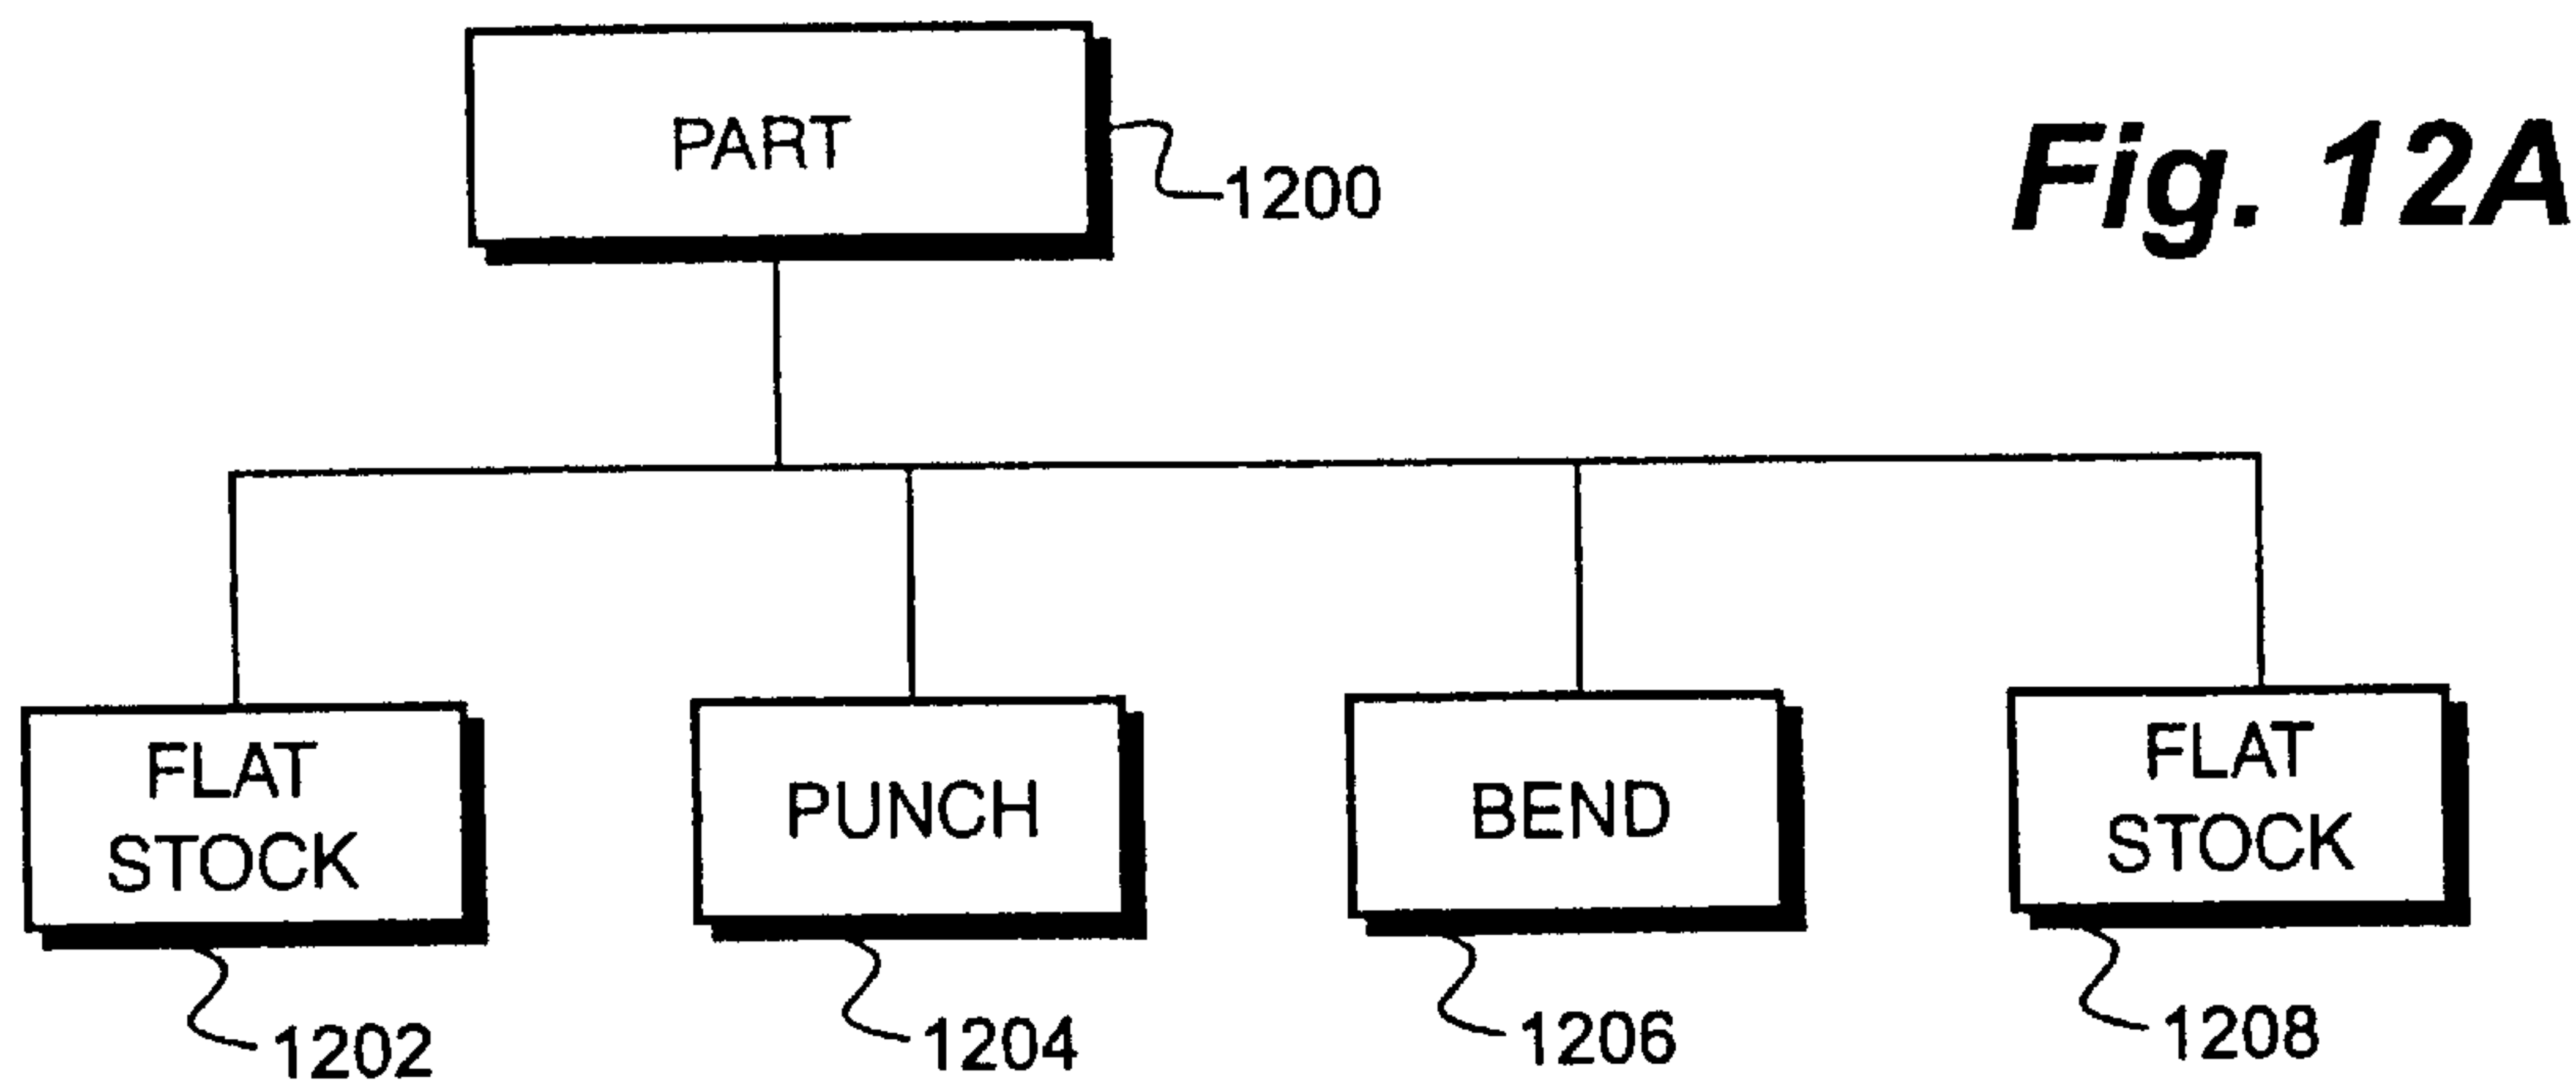 PART
1200
Fig. 12A
FLAT
STOCK
PUNCH
BEND
FLAT
STOCK
1202
1204
1206
1208